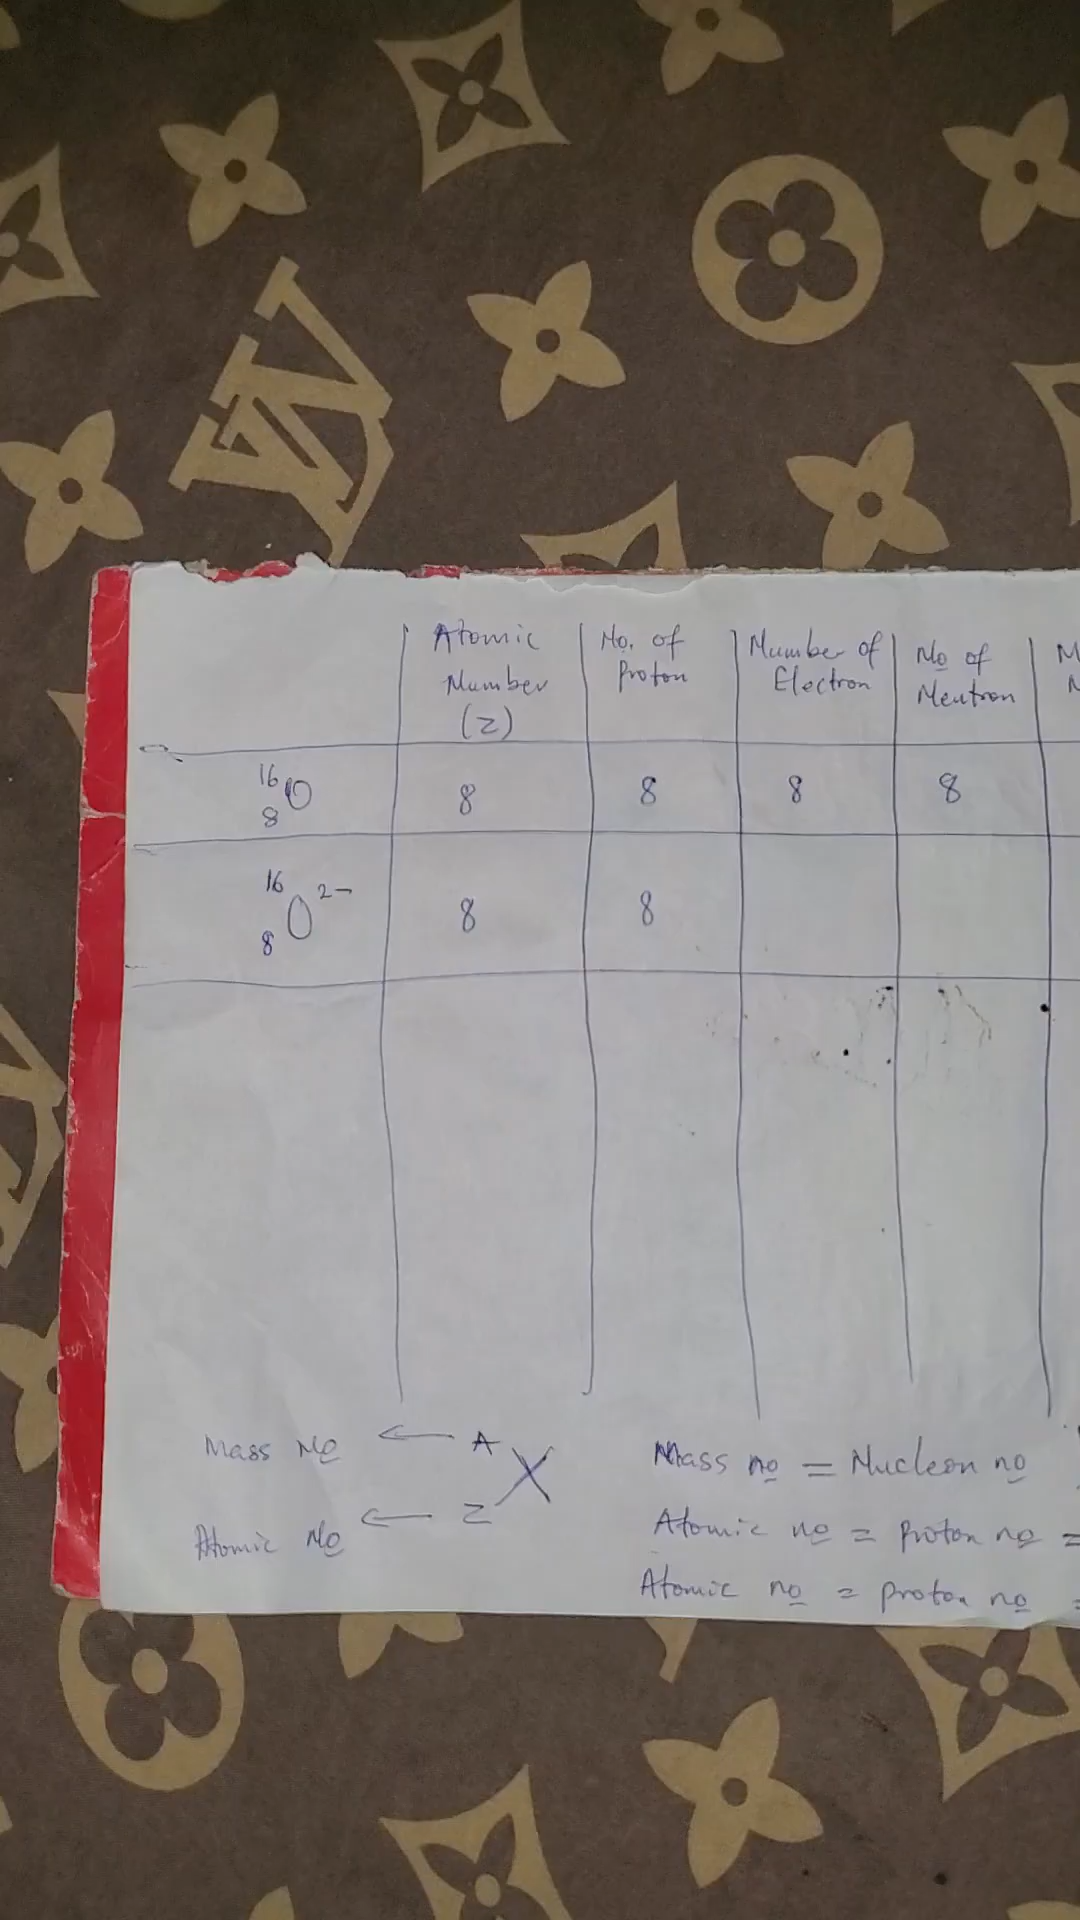 Atomic Number (Z)
No. of Proton
Number of Electron
No of Neutron
16 8 O 8 8 8 8
16 8 O 2- 8 8
Mass No ← A X
Atomic No ← Z
Mass no = Nucleon no
Atomic no = proton no =
Atomic no = proton no =